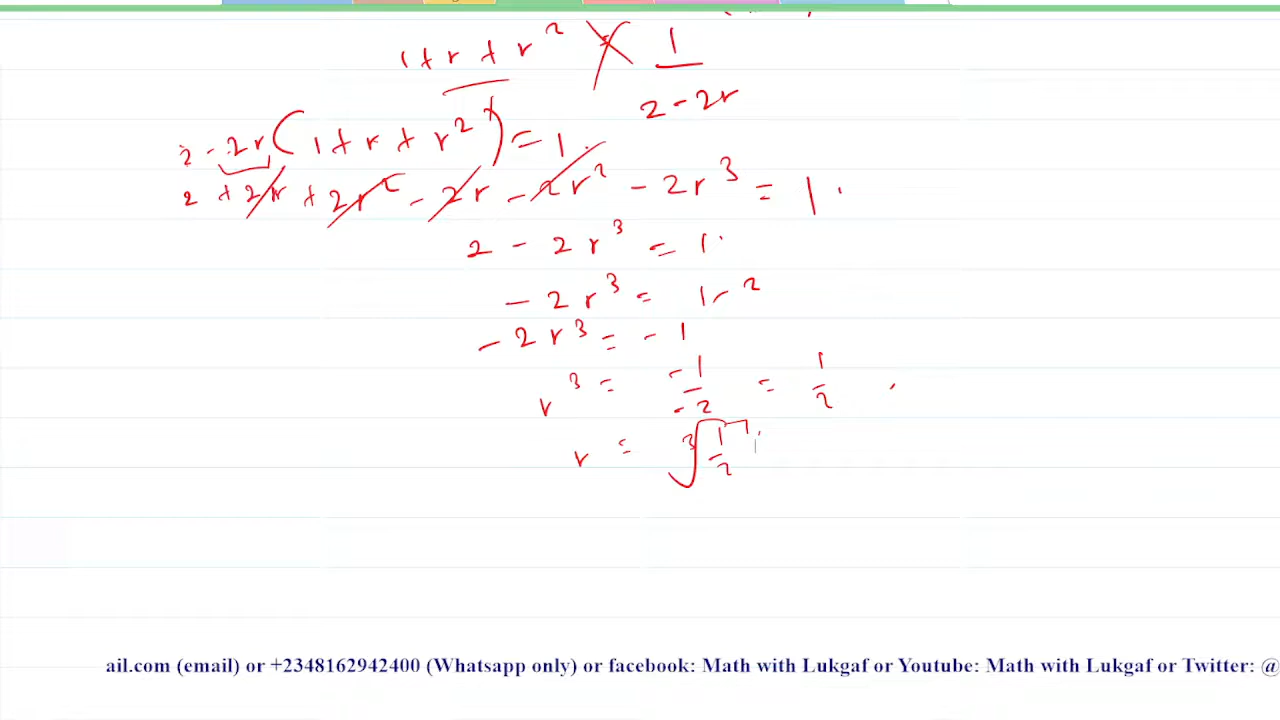 1 + r + r² = 1
2 - 2r
2 - 2r (1 + r + r²) = 1.
2 + 2r + 2r² - 2r - 2r² - 2r³ = 1.
2 - 2r³ = 1.
-2r³ = 1 - 2
-2r³ = -1
r³ = -1/-2 = 1/2
r = ∛(1/2)
ail.com (email) or +2348162942400 (Whatsapp only) or facebook: Math with Lukgaf or Youtube: Math with Lukgaf or Twitter: @